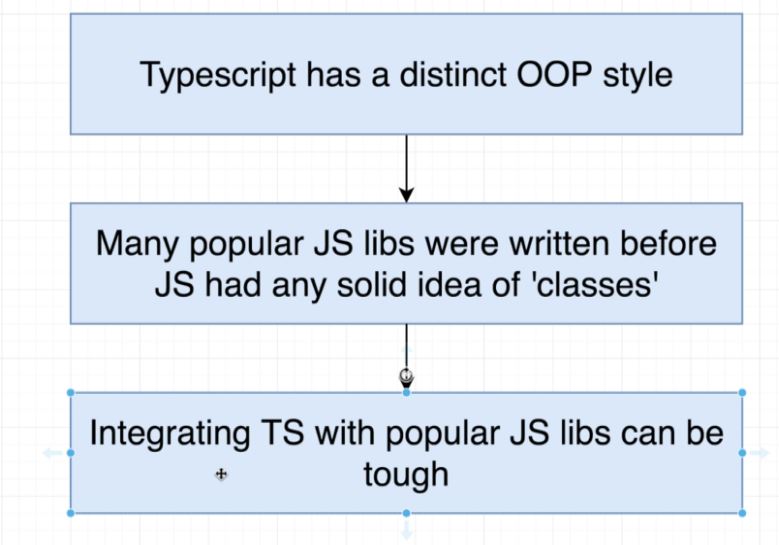 Typescript has a distinct OOP style
Many popular JS libs were written before
JS had any solid idea of 'classes'
Integrating TS with popular JS libs can be
tough